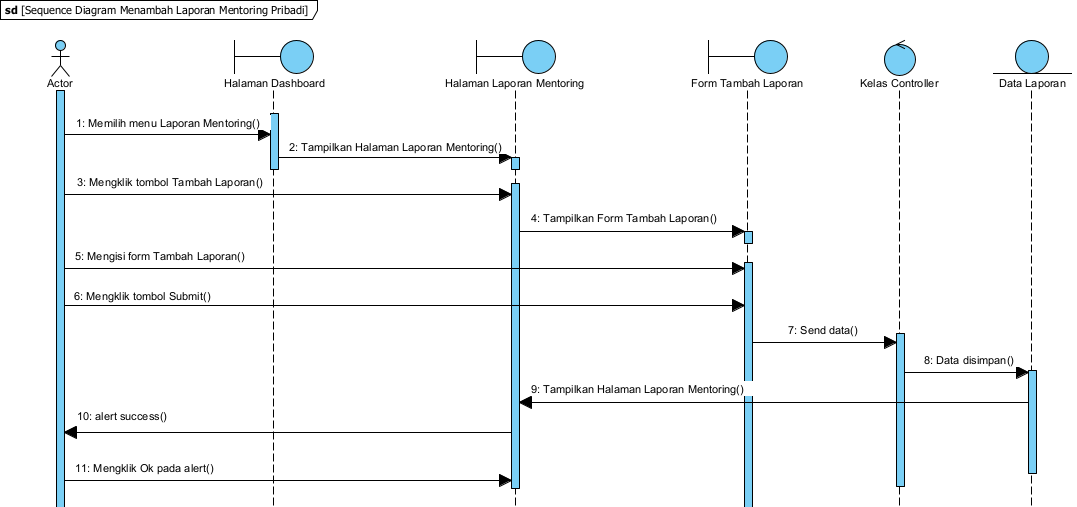 sd [Sequence Diagram Menambah Laporan Mentoring Pribadi]
Actor
Halaman Dashboard
Halaman Laporan Mentoring
Form Tambah Laporan
Kelas Controller
Data Laporan
1: Memilih menu Laporan Mentoring()
2: Tampilkan Halaman Laporan Mentoring()
3: Mengklik tombol Tambah Laporan()
4: Tampilkan Form Tambah Laporan()
5: Mengisi form Tambah Laporan()
6: Mengklik tombol Submit()
7: Send data()
8: Data disimpan()
9: Tampilkan Halaman Laporan Mentoring()
10: alert success()
11: Mengklik Ok pada alert()